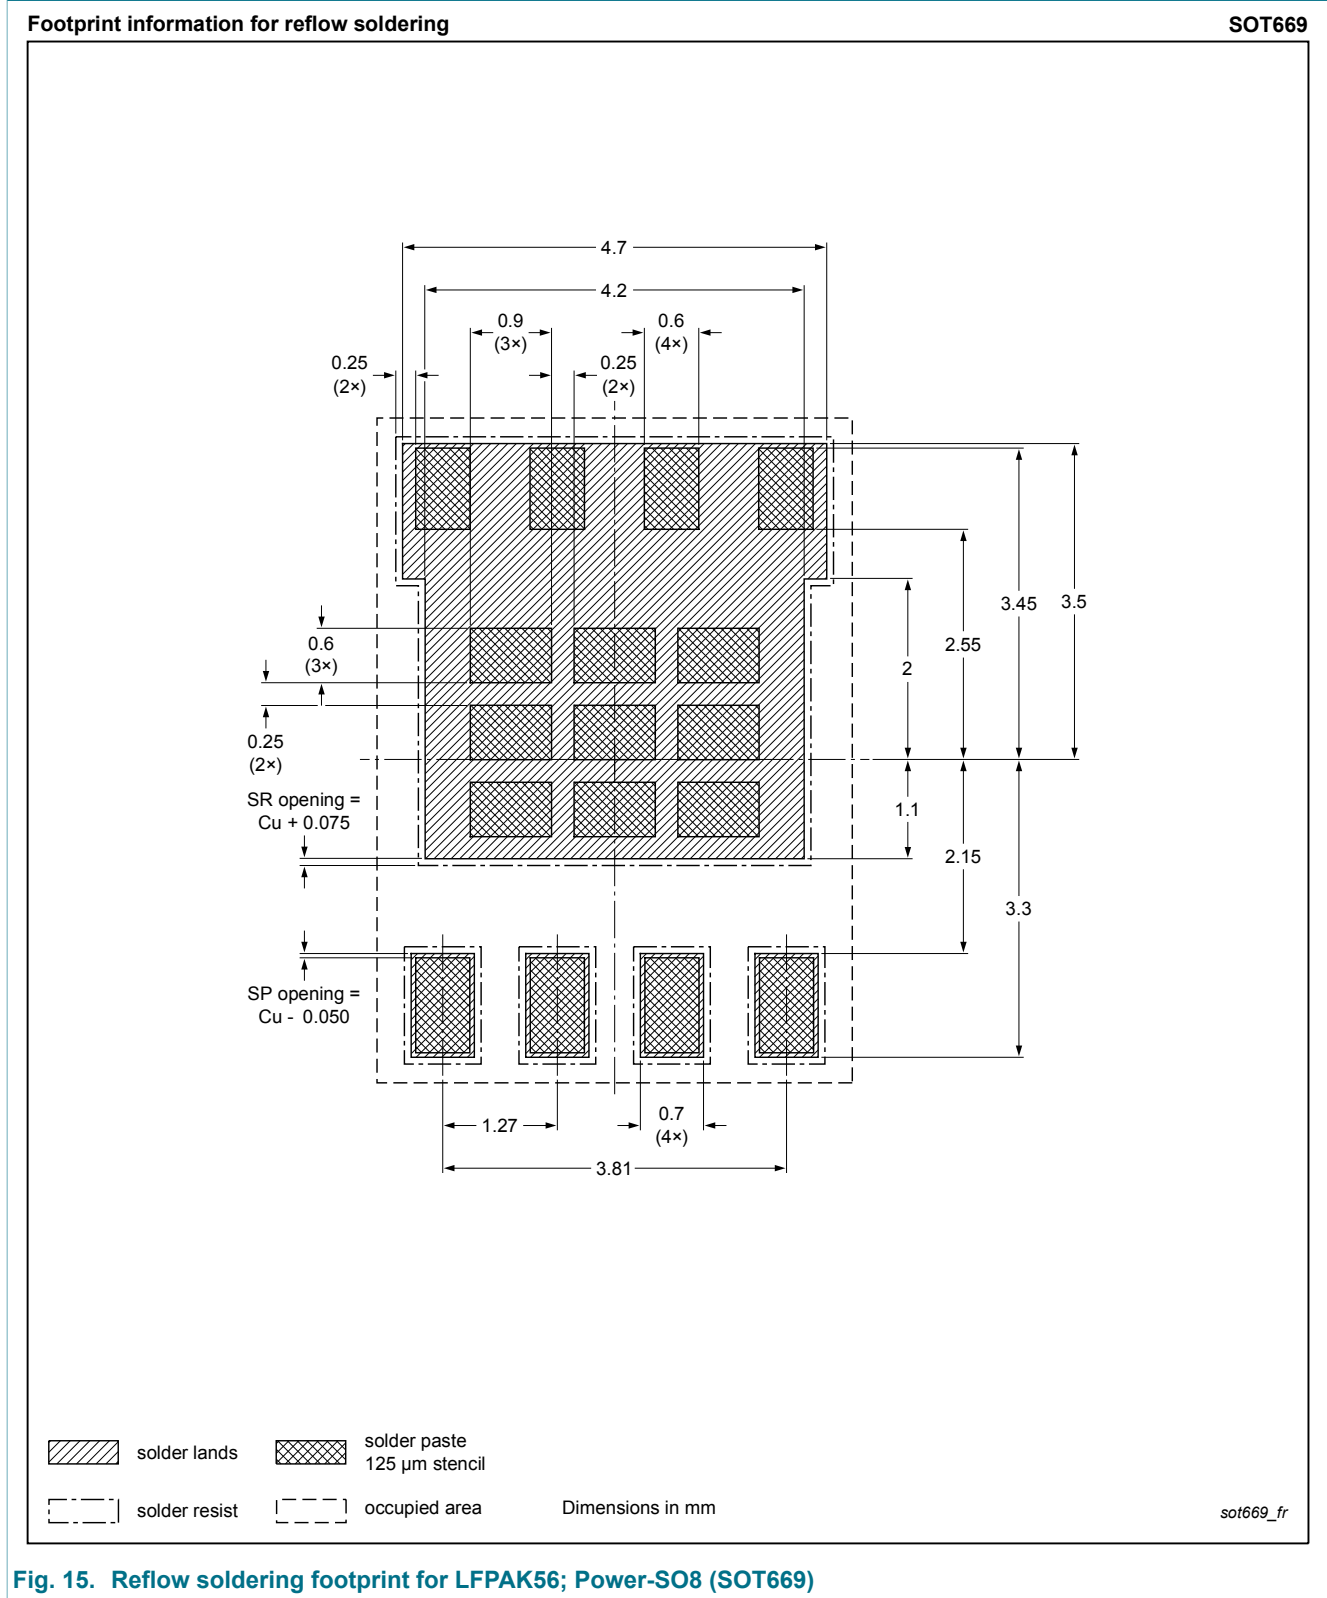 Footprint information for reflow soldering
SOT669
4.7
4.2
0.9
(3×)
0.6
(4×)
0.25
(2×)
0.25
(2×)
3.45
3.5
2.55
2
0.6
(3×)
0.25
(2×)
SR opening =
Cu + 0.075
1.1
2.15
3.3
SP opening =
Cu - 0.050
1.27
0.7
(4×)
3.81
solder lands
solder paste
125 µm stencil
solder resist
occupied area
Dimensions in mm
sot669_fr
Fig. 15. Reflow soldering footprint for LFPAK56; Power-SO8 (SOT669)